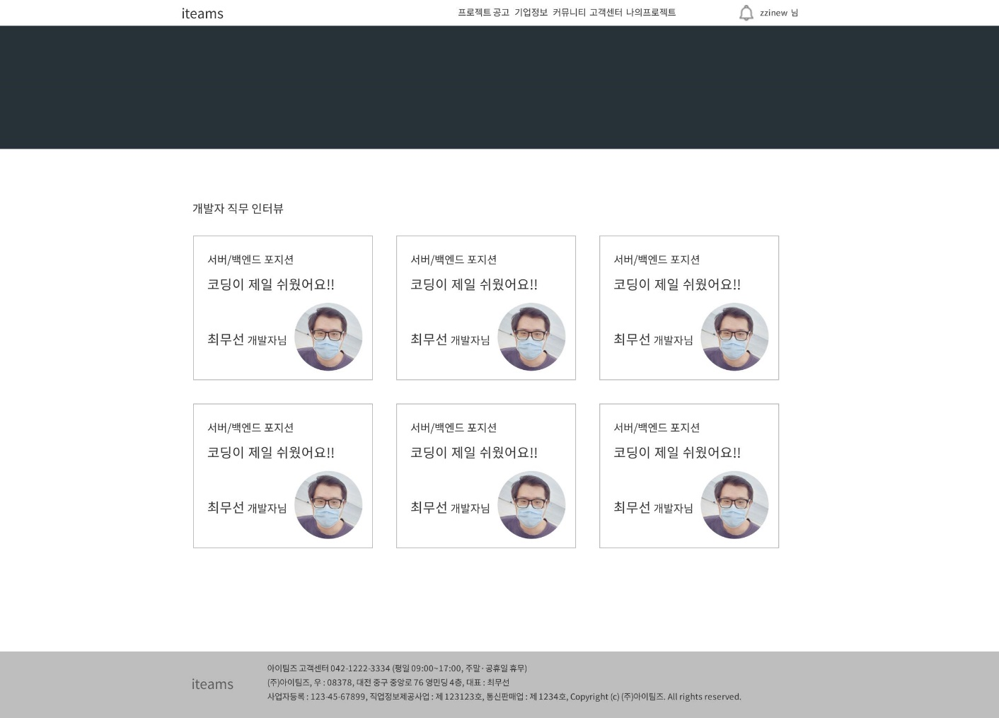 iteams 프로젝트 공고 기업정보 커뮤니티 고객센터 나의프로젝트 zzinew 님
개발자 직무 인터뷰
서버/백엔드 포지션
코딩이 제일 쉬웠어요!!
최무선 개발자님
서버/백엔드 포지션
코딩이 제일 쉬웠어요!!
최무선 개발자님
서버/백엔드 포지션
코딩이 제일 쉬웠어요!!
최무선 개발자님
서버/백엔드 포지션
코딩이 제일 쉬웠어요!!
최무선 개발자님
서버/백엔드 포지션
코딩이 제일 쉬웠어요!!
최무선 개발자님
서버/백엔드 포지션
코딩이 제일 쉬웠어요!!
최무선 개발자님
iteams
아이팀즈 고객센터 042-1222-3334 (평일 09:00~17:00, 주말·공휴일 휴무)
(주)아이팀즈, 우 : 08378, 대전 중구 중앙로 76 영민딩 4층, 대표 : 최무선
사업자등록 : 123-45-67899, 직업정보제공사업 : 제 123123호, 통신판매업 : 제 1234호, Copyright (c) (주)아이팀즈. All rights reserved.